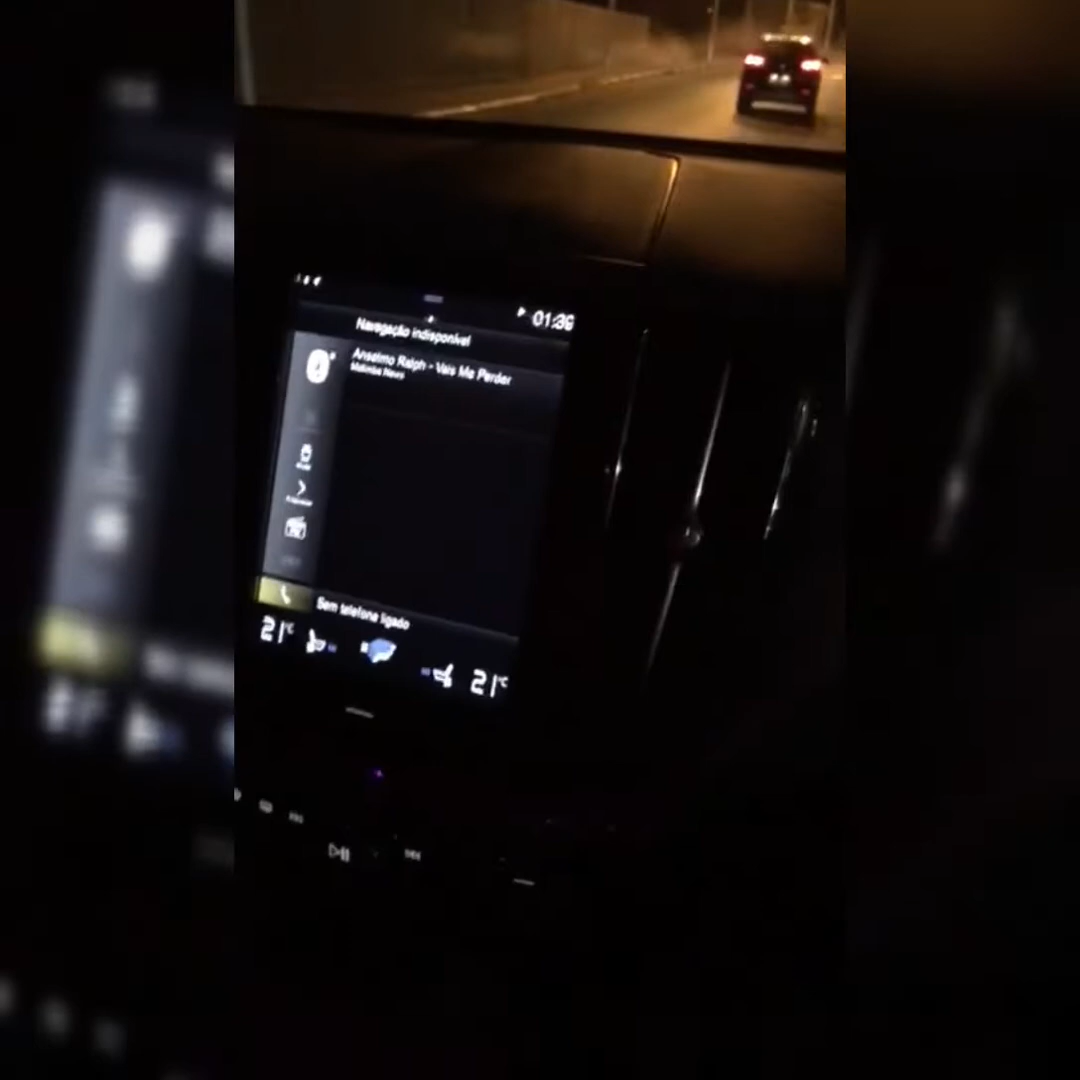 01:36
Navegação indisponível
Anselmo Ralph - Vais Me Perder
Sem telefone ligado
21°C
21°C